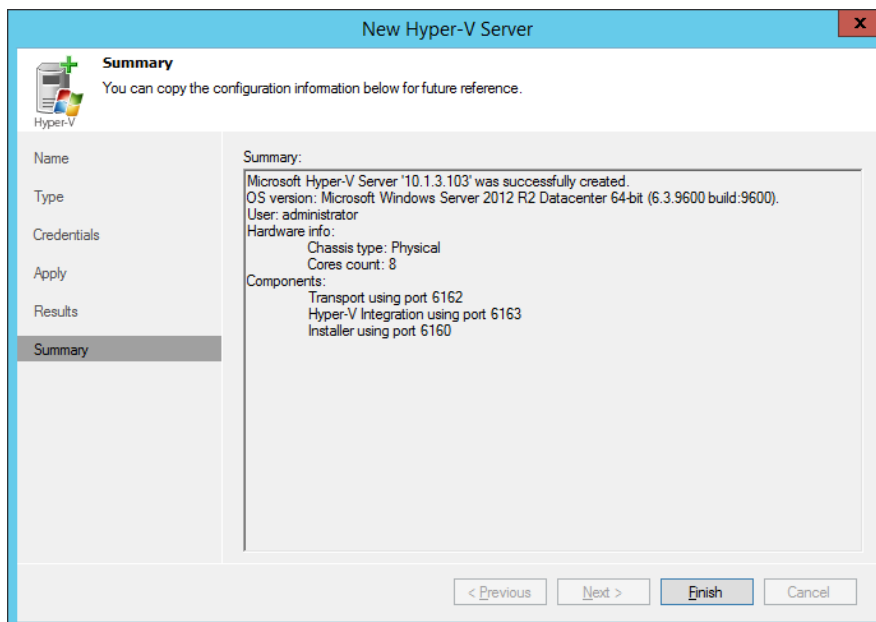 New Hyper-V Server
x
Summary
You can copy the configuration information below for future reference.
Hyper-V
Name
Type
Credentials
Apply
Results
Summary
Summary:
Microsoft Hyper-V Server '10.1.3.103' was successfully created.
OS version: Microsoft Windows Server 2012 R2 Datacenter 64-bit (6.3.9600 build:9600).
User: administrator
Hardware info:
Chassis type: Physical
Cores count: 8
Components:
Transport using port 6162
Hyper-V Integration using port 6163
Installer using port 6160
< Previous
Next >
Finish
Cancel